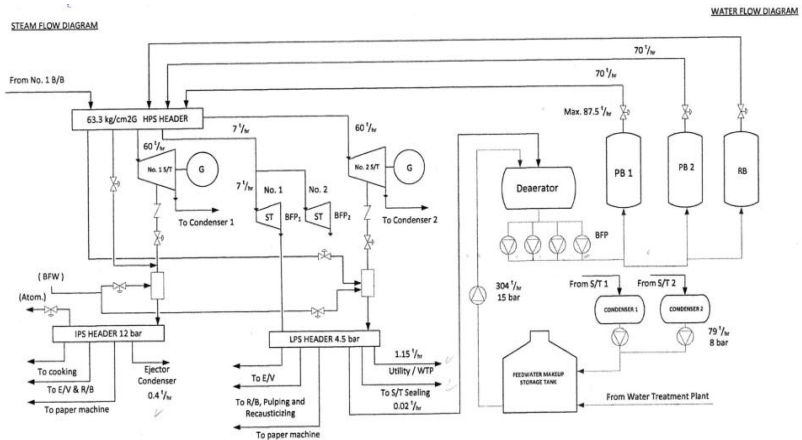 WATER FLOW DIAGRAM
STEAM FLOW DIAGRAM
70 t/hr
70 t/hr
From No. 1 B/B
Max. 87.5 t/hr
63.3 kg/cm2G HPS HEADER
7 t/hr
60 t/hr
60 t/hr
No. 1 S/T
G
No. 2 S/T
G
PB 1
PB 2
RB
Deaerator
7 t/hr
No. 1
No. 2
ST
BFP1
ST
BFP2
To Condenser 1
To Condenser 2
BFP
( BFW )
(Atom.)
304 t/hr
15 bar
From S/T 1
From S/T 2
CONDENSER 1
CONDENSER 2
79 t/hr
8 bar
IPS HEADER 12 bar
LPS HEADER 4.5 bar
1.15 t/hr
Utility / WTP
To cooking
Ejector
Condenser
0.4 t/hr
To E/V & R/B
To paper machine
To E/V
To R/B, Pulping and
Recausticizing
To S/T Sealing
0.02 t/hr
To paper machine
FEEDWATER MAKEUP
STORAGE TANK
From Water Treatment Plant